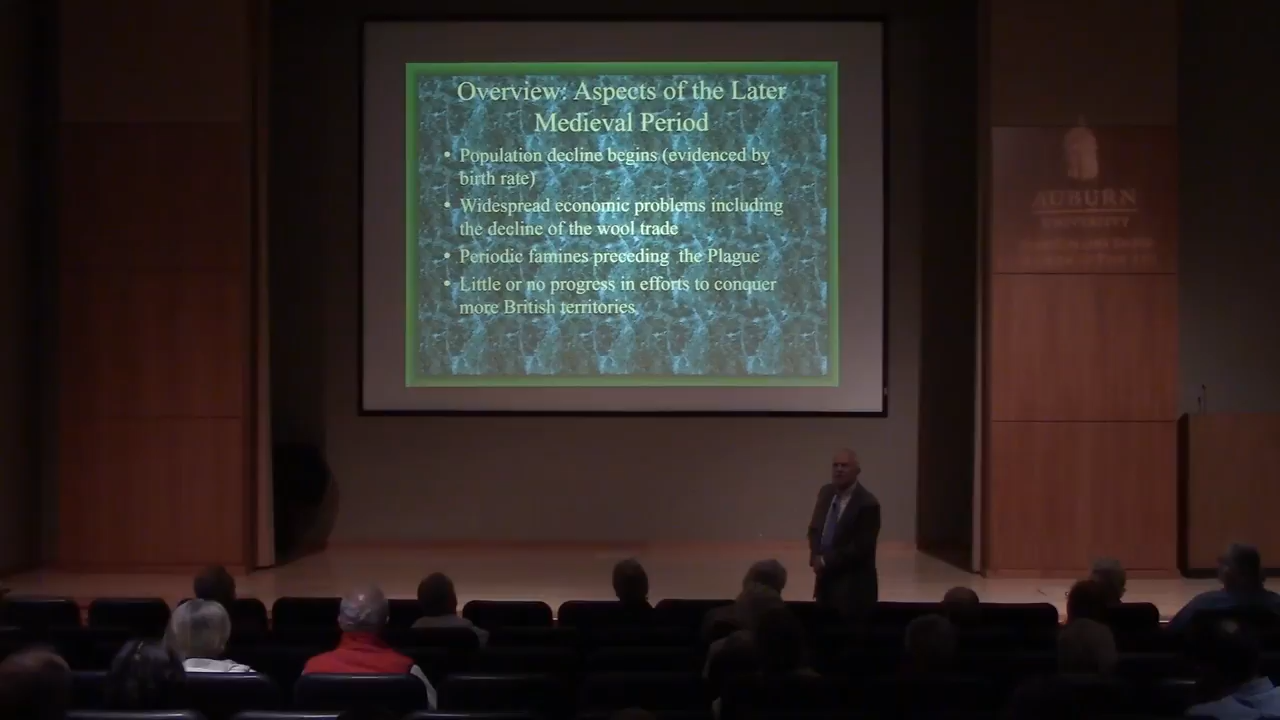 Overview: Aspects of the Later
Medieval Period
• Population decline begins (evidenced by
birth rate)
• Widespread economic problems including
the decline of the wool trade
• Periodic famines preceding the Plague
• Little or no progress in efforts to conquer
more British territories
AUBURN
UNIVERSITY